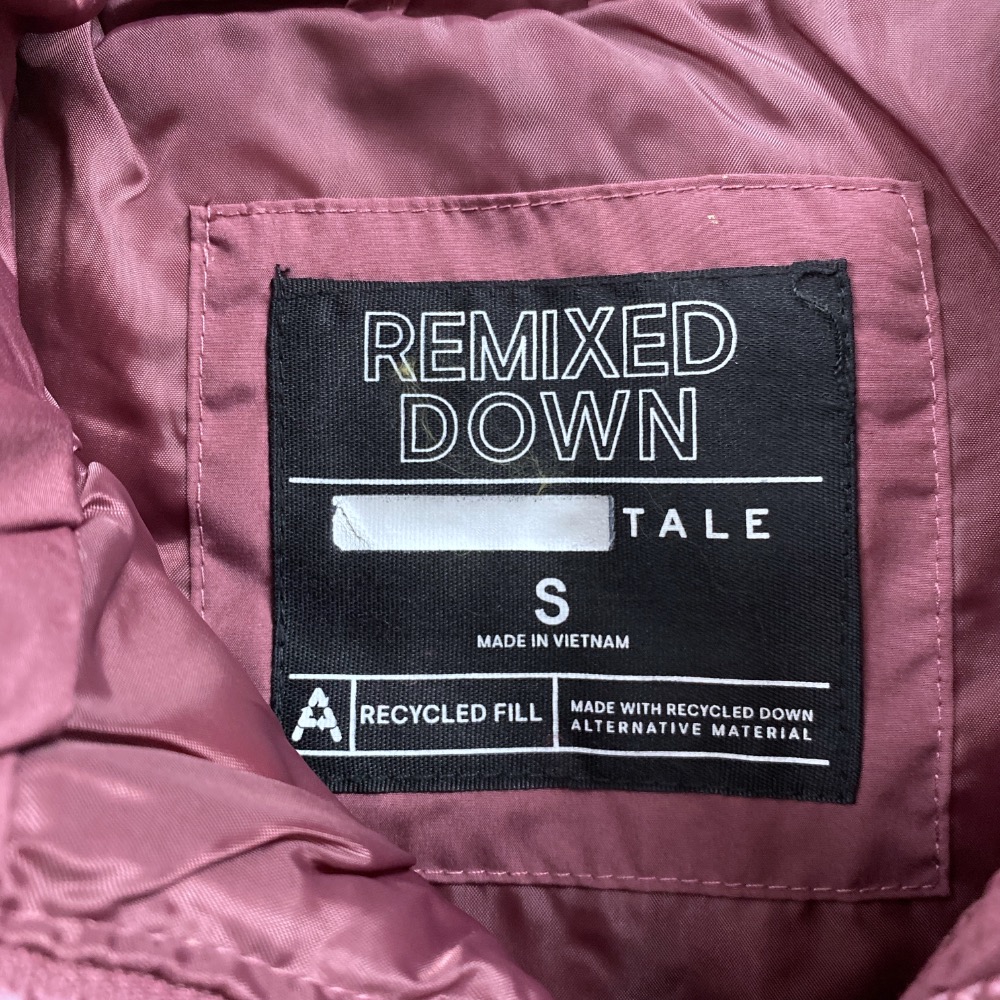 REMIXED
DOWN
TALE
S
MADE IN VIETNAM
RECYCLED FILL
MADE WITH RECYCLED DOWN
ALTERNATIVE MATERIAL